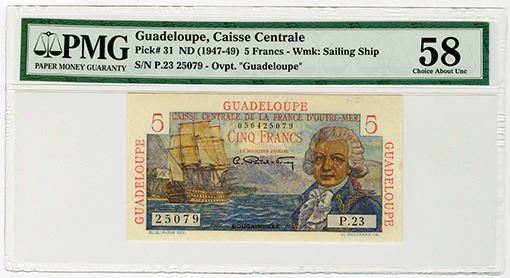 PMG
PAPER MONEY GUARANTY
Guadeloupe, Caisse Centrale
Pick# 31 ND (1947-49) 5 Francs - Wmk: Sailing Ship
S/N P.23 25079 - Ovpt. "Guadeloupe"
58
Choice About Unc
GUADELOUPE
CAISSE CENTRALE DE LA FRANCE D'OUTRE-MER
5
056425079
5
CINQ FRANCS
GUADELOUPE
GUADELOUPE
25079
BOUGAINVILLE
P.23